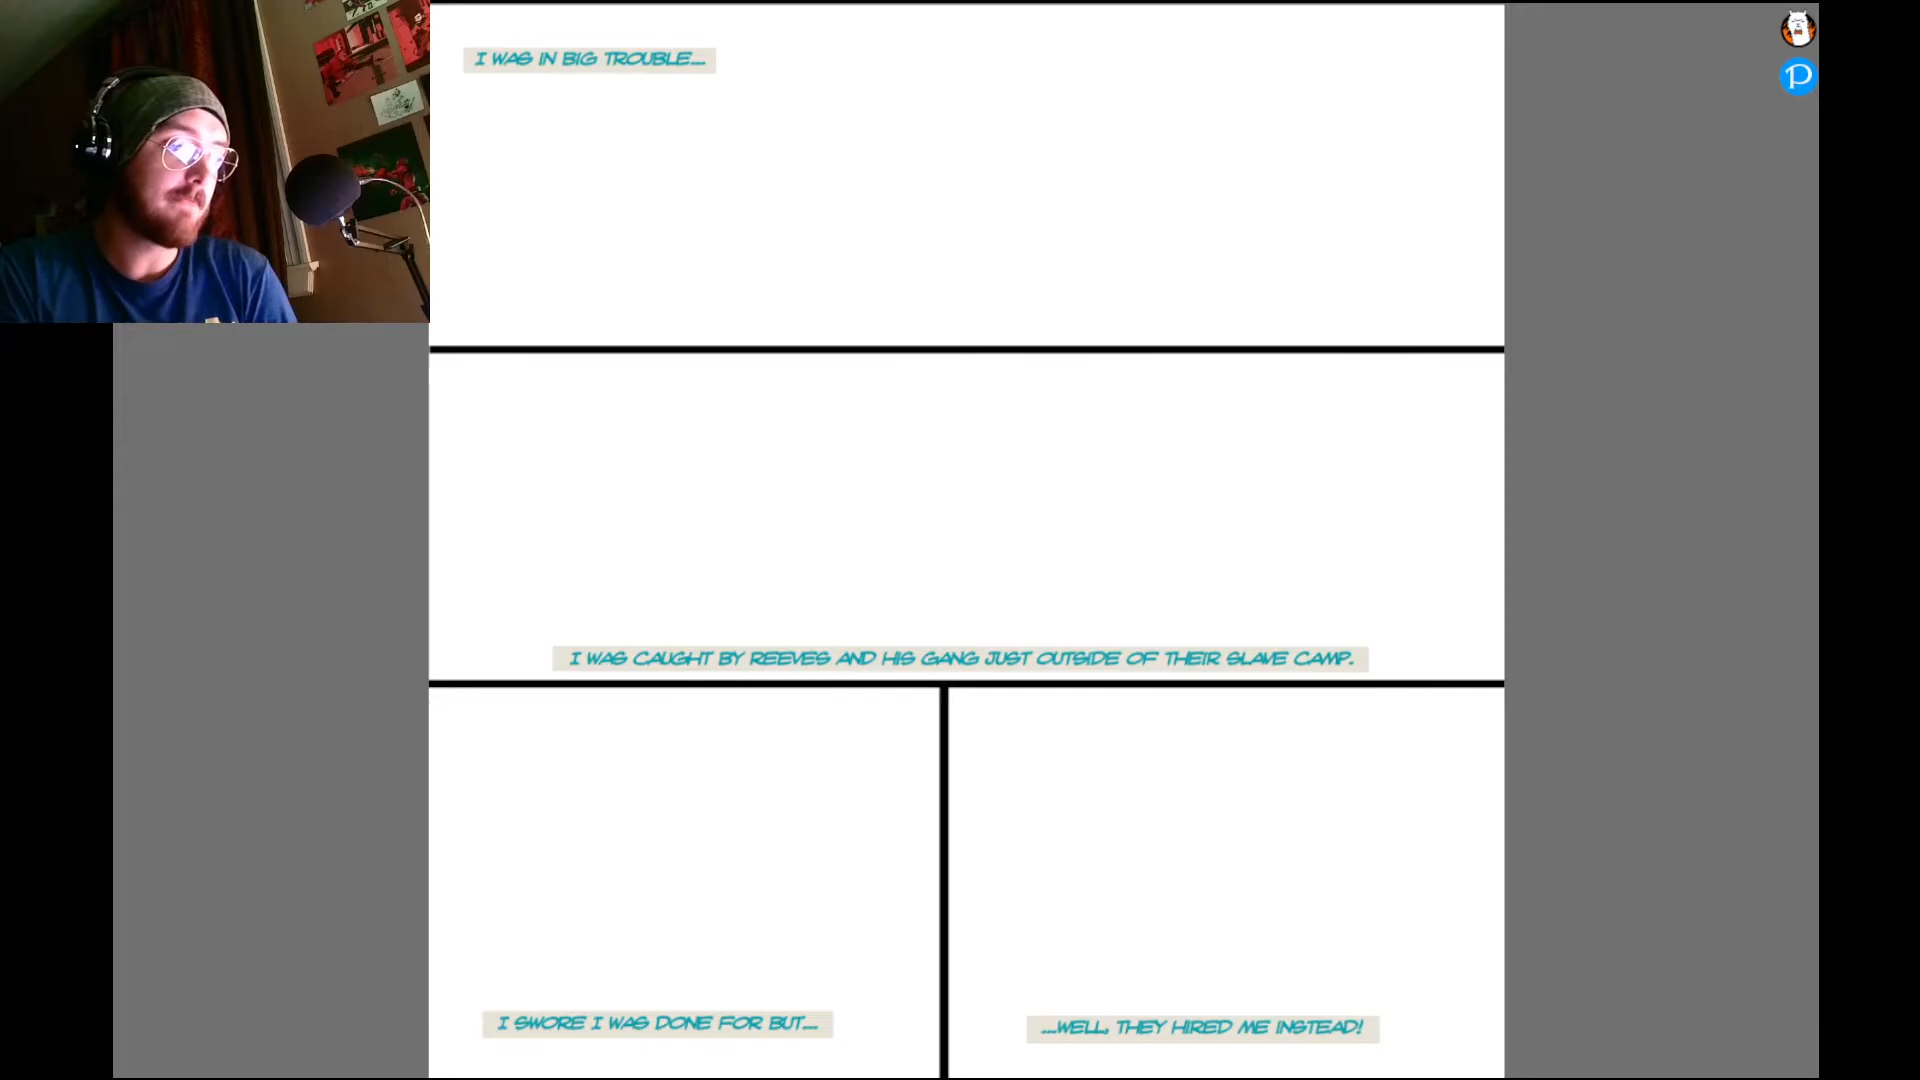 I WAS IN BIG TROUBLE...
I WAS CAUGHT BY REEVES AND HIS GANG JUST OUTSIDE OF THEIR SLAVE CAMP.
I SWORE I WAS DONE FOR BUT...
...WELL, THEY HIRED ME INSTEAD!